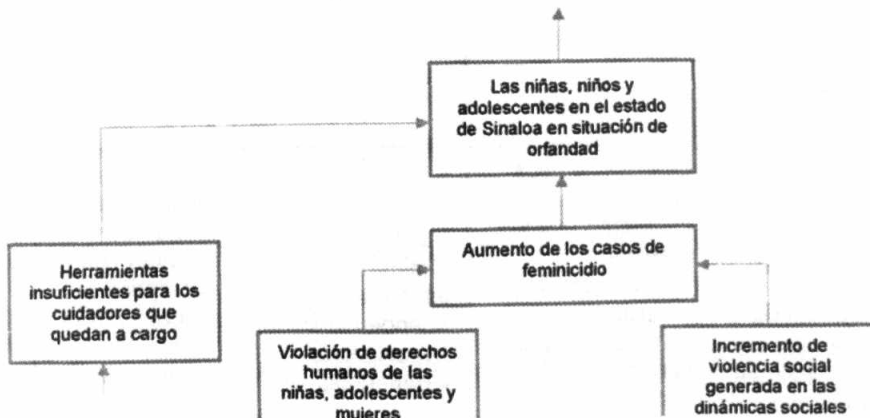 Las niñas, niños y
adolescentes en el estado
de Sinaloa en situación de
orfandad
Aumento de los casos de
feminicidio
Herramientas
insuficientes para los
cuidadores que
quedan a cargo
Violación de derechos
humanos de las
niñas, adolescentes y
mujeres
Incremento de
violencia social
generada en las
dinámicas sociales